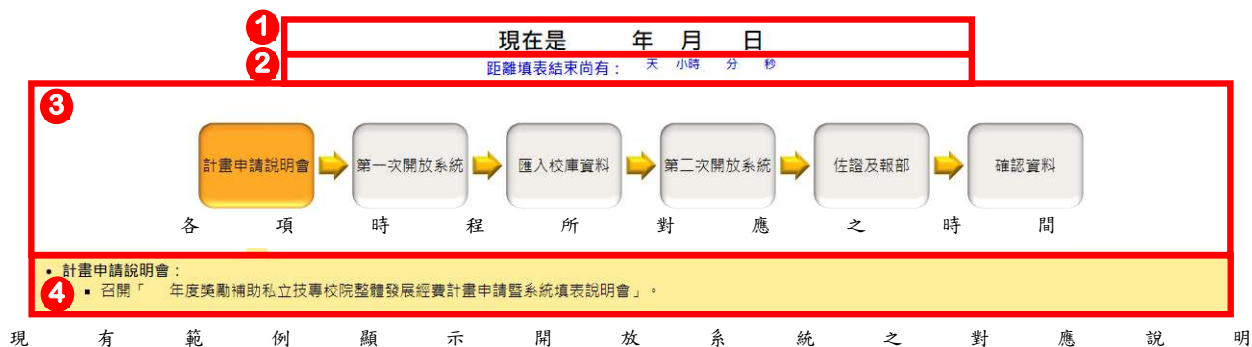 1
現在是 年 月 日
2
距離填表結束尚有： 天 小時 分 秒
3
計畫申請說明會 第一次開放系統 匯入校庫資料 第二次開放系統 佐證及報部 確認資料
各項時程所對應之時間
• 計畫申請說明會：
4
▪ 召開「 年度獎勵補助私立技專校院整體發展經費計畫申請暨系統填表說明會」。
現有範例顯示開放系統之對應說明